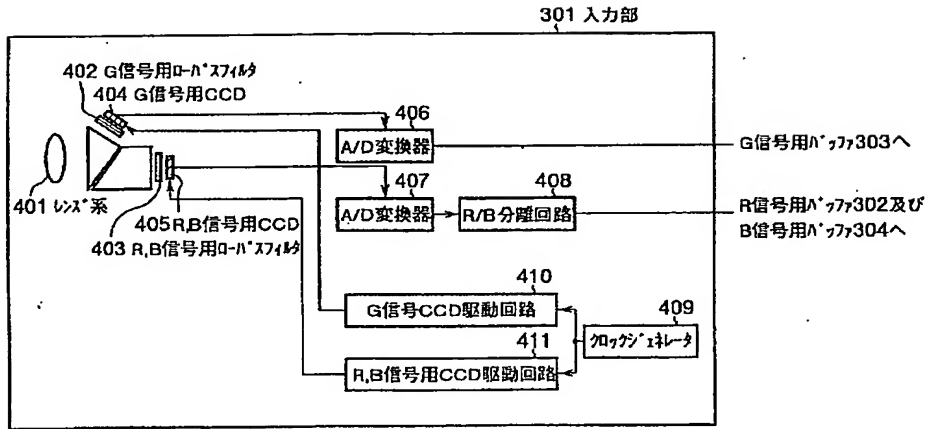 301 入力部
402 G信号用ローパスフィルタ
404 G信号用CCD
406
A/D変換器
G信号用バッファ303へ
407
408
401 レンズ系
A/D変換器
R/B分離回路
R信号用バッファ302及び
B信号用バッファ304へ
405R,B信号用CCD
403 R,B信号用ローパスフィルタ
410
G信号CCD駆動回路
409
クロックジェネレータ
411
R,B信号用CCD駆動回路